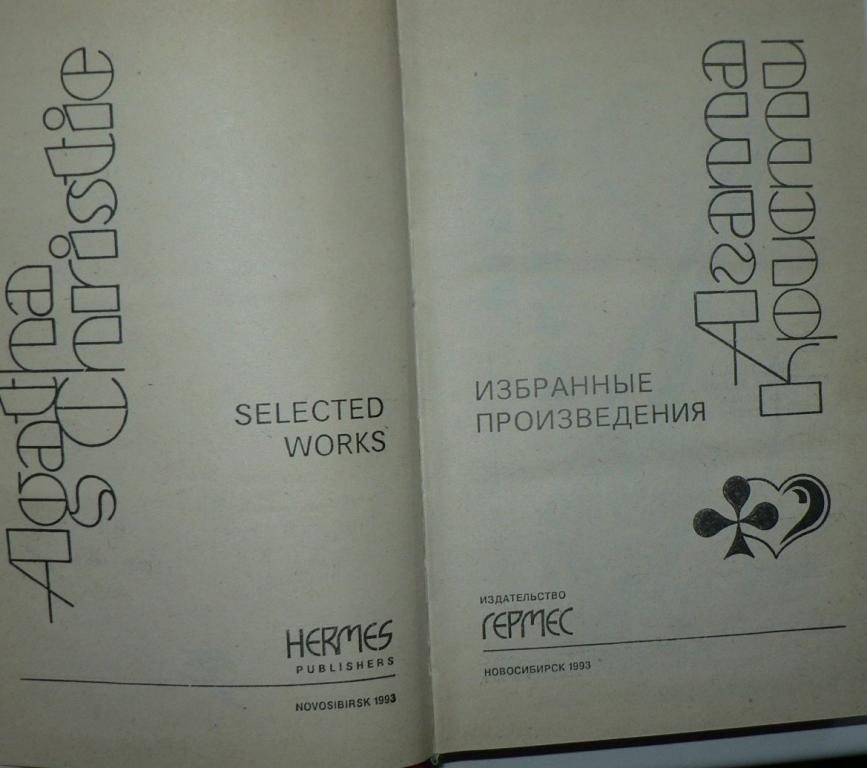 Agatha
Christie
SELECTED
WORKS
HERMES
PUBLISHERS
NOVOSIBIRSK 1993
Агата
Кристи
ИЗБРАННЫЕ
ПРОИЗВЕДЕНИЯ
ИЗДАТЕЛЬСТВО
ГЕРМЕС
НОВОСИБИРСК 1993